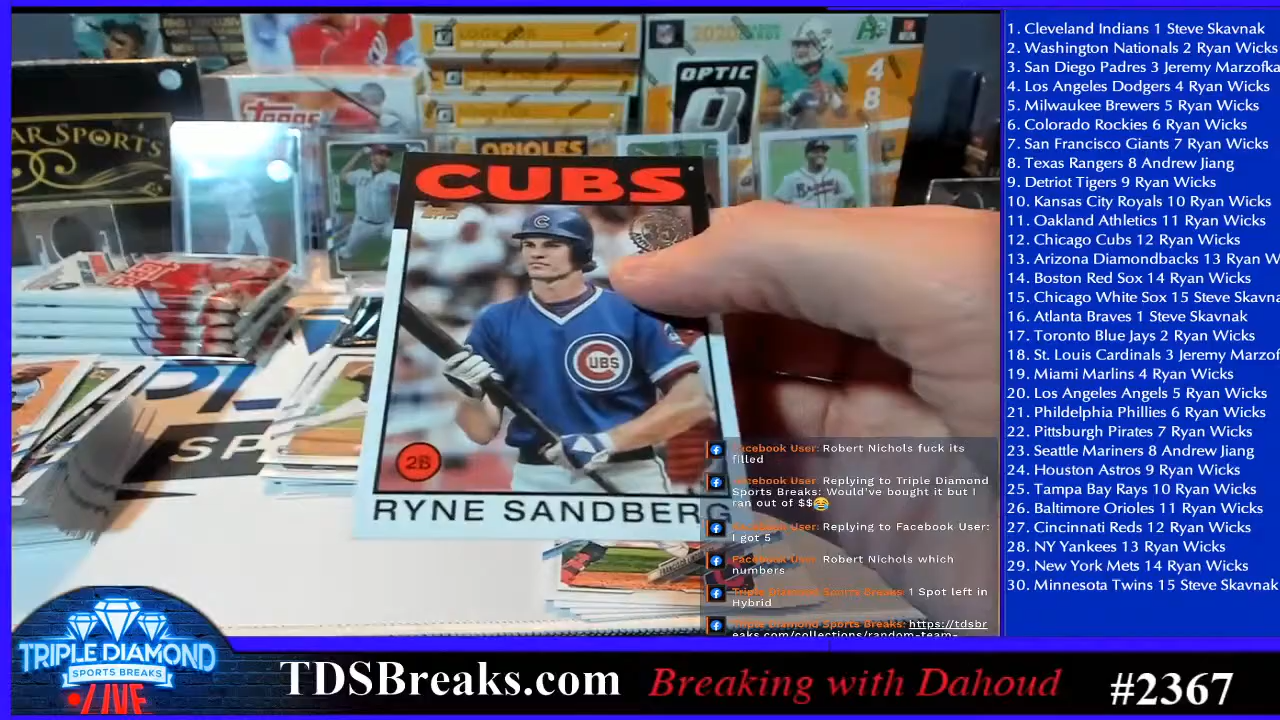 AR SPORTS
Topps
OPTIC
2020
4
8
ORIOLES
Braves
CUBS
Topps
C
CUBS
2B
RYNE SANDBERG
SP
Facebook User: Robert Nichols fuck its
filled
Facebook User: Replying to Triple Diamond
Sports Breaks: Would've bought it but I
ran out of $$😂
Facebook User: Replying to Facebook User:
I got 5
Facebook User: Robert Nichols which
numbers
Triple Diamond Sports Breaks: 1 Spot left in
Hybrid
Triple Diamond Sports Breaks: https://tdsbr
eaks.com/collections/random-team-
1. Cleveland Indians 1 Steve Skavnak
2. Washington Nationals 2 Ryan Wicks
3. San Diego Padres 3 Jeremy Marzofka
4. Los Angeles Dodgers 4 Ryan Wicks
5. Milwaukee Brewers 5 Ryan Wicks
6. Colorado Rockies 6 Ryan Wicks
7. San Francisco Giants 7 Ryan Wicks
8. Texas Rangers 8 Andrew Jiang
9. Detriot Tigers 9 Ryan Wicks
10. Kansas City Royals 10 Ryan Wicks
11. Oakland Athletics 11 Ryan Wicks
12. Chicago Cubs 12 Ryan Wicks
13. Arizona Diamondbacks 13 Ryan W
14. Boston Red Sox 14 Ryan Wicks
15. Chicago White Sox 15 Steve Skavna
16. Atlanta Braves 1 Steve Skavnak
17. Toronto Blue Jays 2 Ryan Wicks
18. St. Louis Cardinals 3 Jeremy Marzof
19. Miami Marlins 4 Ryan Wicks
20. Los Angeles Angels 5 Ryan Wicks
21. Phildelphia Phillies 6 Ryan Wicks
22. Pittsburgh Pirates 7 Ryan Wicks
23. Seattle Mariners 8 Andrew Jiang
24. Houston Astros 9 Ryan Wicks
25. Tampa Bay Rays 10 Ryan Wicks
26. Baltimore Orioles 11 Ryan Wicks
27. Cincinnati Reds 12 Ryan Wicks
28. NY Yankees 13 Ryan Wicks
29. New York Mets 14 Ryan Wicks
30. Minnesota Twins 15 Steve Skavnak
TRIPLE DIAMOND
SPORTS BREAKS
LIVE
TDSBreaks.com
Breaking with Dahoud
#2367